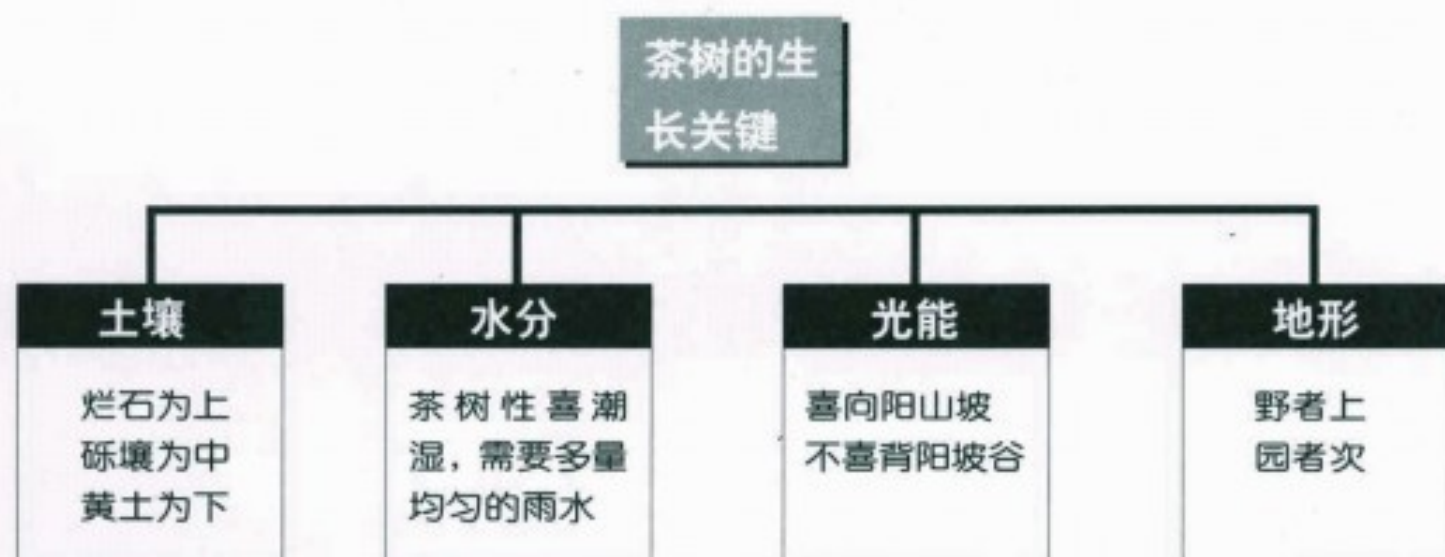 茶树的生
长关键
土壤
烂石为上
砾壤为中
黄土为下
水分
茶树性喜潮
湿，需要多量
均匀的雨水
光能
喜向阳山坡
不喜背阳坡谷
地形
野者上
园者次